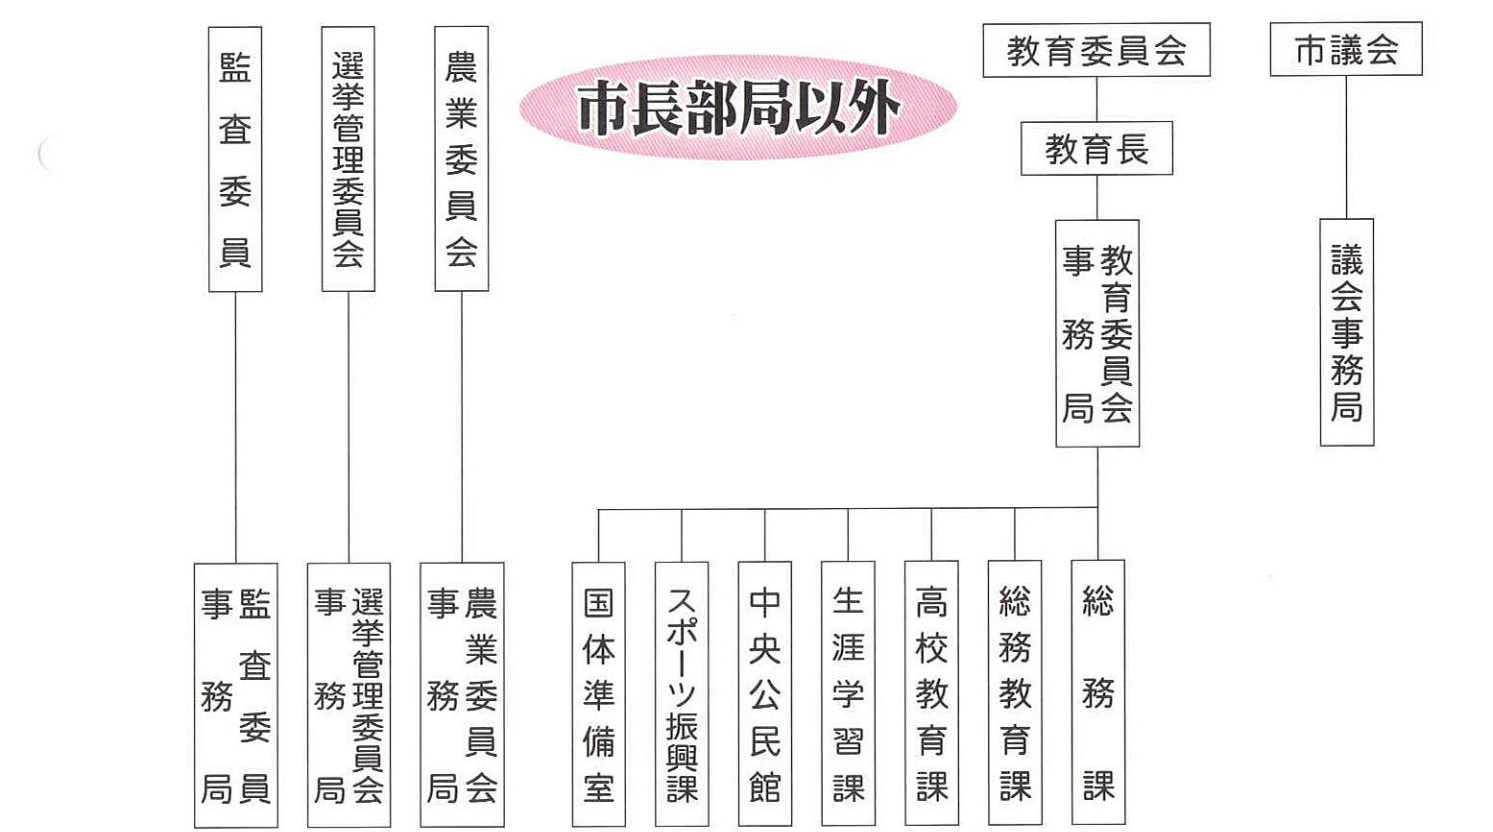 市長部局以外
市議会
議会事務局
教育委員会
教育長
教育委員会
事務局
総務課
総務教育課
高校教育課
生涯学習課
中央公民館
スポーツ振興課
国体準備室
農業委員会
農業委員会
事務局
選挙管理委員会
選挙管理委員会
事務局
監査委員
監査委員
事務局